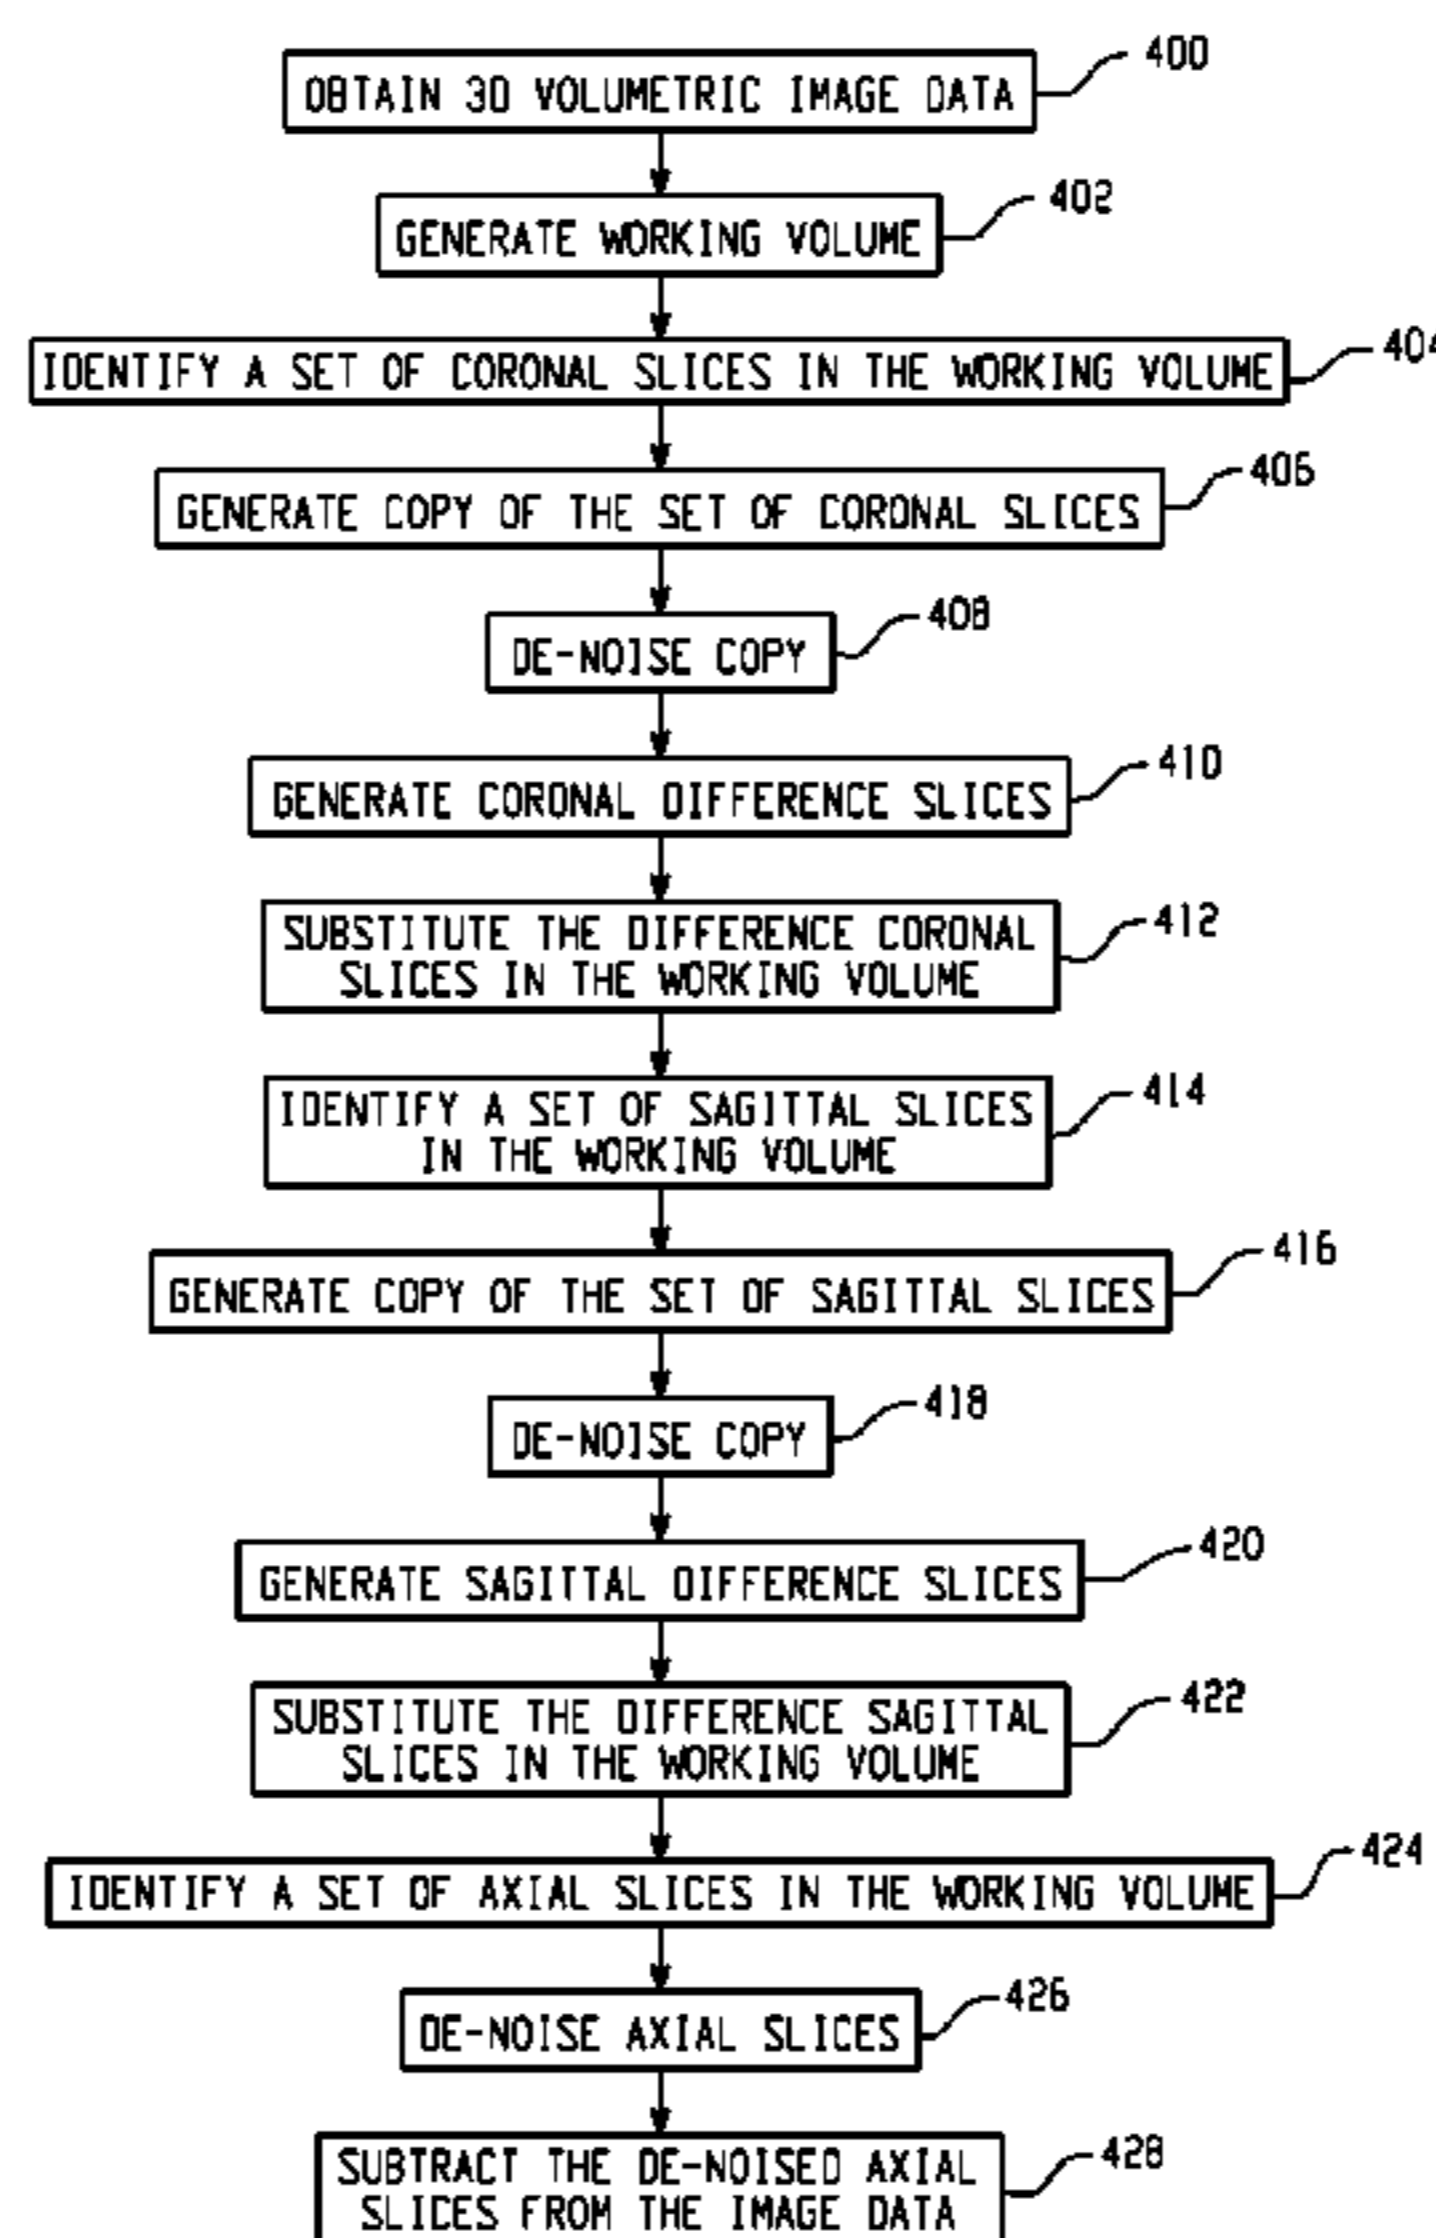 OBTAIN 3D VOLUMETRIC IMAGE DATA
400
GENERATE WORKING VOLUME
402
IDENTIFY A SET OF CORONAL SLICES IN THE WORKING VOLUME
404
GENERATE COPY OF THE SET OF CORONAL SLICES
406
DE-NOISE COPY
408
GENERATE CORONAL DIFFERENCE SLICES
410
SUBSTITUTE THE DIFFERENCE CORONAL
SLICES IN THE WORKING VOLUME
412
IDENTIFY A SET OF SAGITTAL SLICES
IN THE WORKING VOLUME
414
GENERATE COPY OF THE SET OF SAGITTAL SLICES
416
DE-NOISE COPY
418
GENERATE SAGITTAL DIFFERENCE SLICES
420
SUBSTITUTE THE DIFFERENCE SAGITTAL
SLICES IN THE WORKING VOLUME
422
IDENTIFY A SET OF AXIAL SLICES IN THE WORKING VOLUME
424
DE-NOISE AXIAL SLICES
426
SUBTRACT THE DE-NOISED AXIAL
SLICES FROM THE IMAGE DATA
428